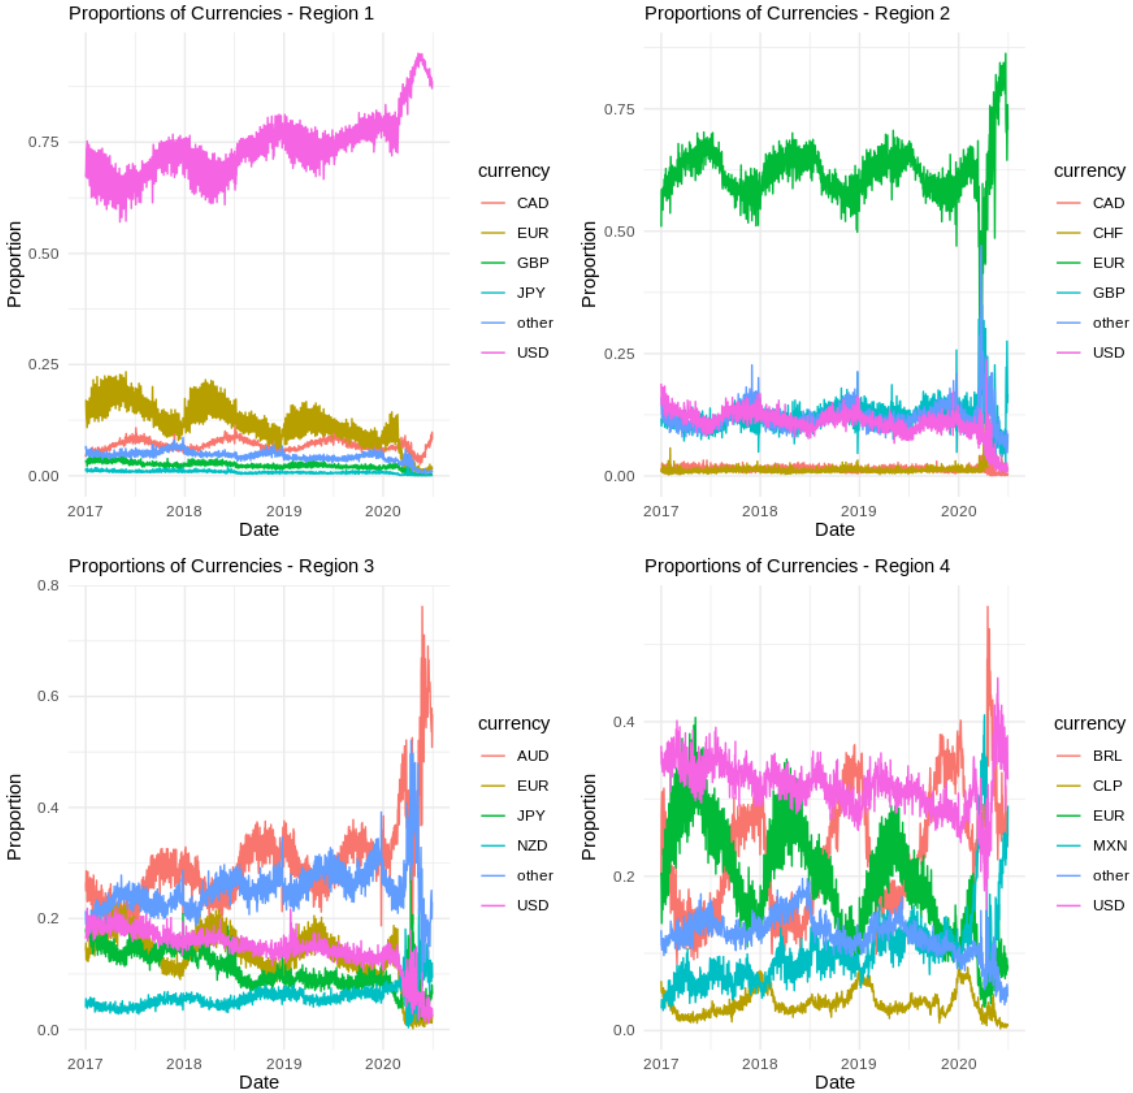 Proportions of Currencies - Region 1
Proportion
0.75
0.50
0.25
0.00
2017 2018 2019 2020
Date
currency
CAD
EUR
GBP
JPY
other
USD
Proportions of Currencies - Region 2
Proportion
0.75
0.50
0.25
0.00
2017 2018 2019 2020
Date
currency
CAD
CHF
EUR
GBP
other
USD
Proportions of Currencies - Region 3
Proportion
0.8
0.6
0.4
0.2
0.0
2017 2018 2019 2020
Date
currency
AUD
EUR
JPY
NZD
other
USD
Proportions of Currencies - Region 4
Proportion
0.4
0.2
0.0
2017 2018 2019 2020
Date
currency
BRL
CLP
EUR
MXN
other
USD